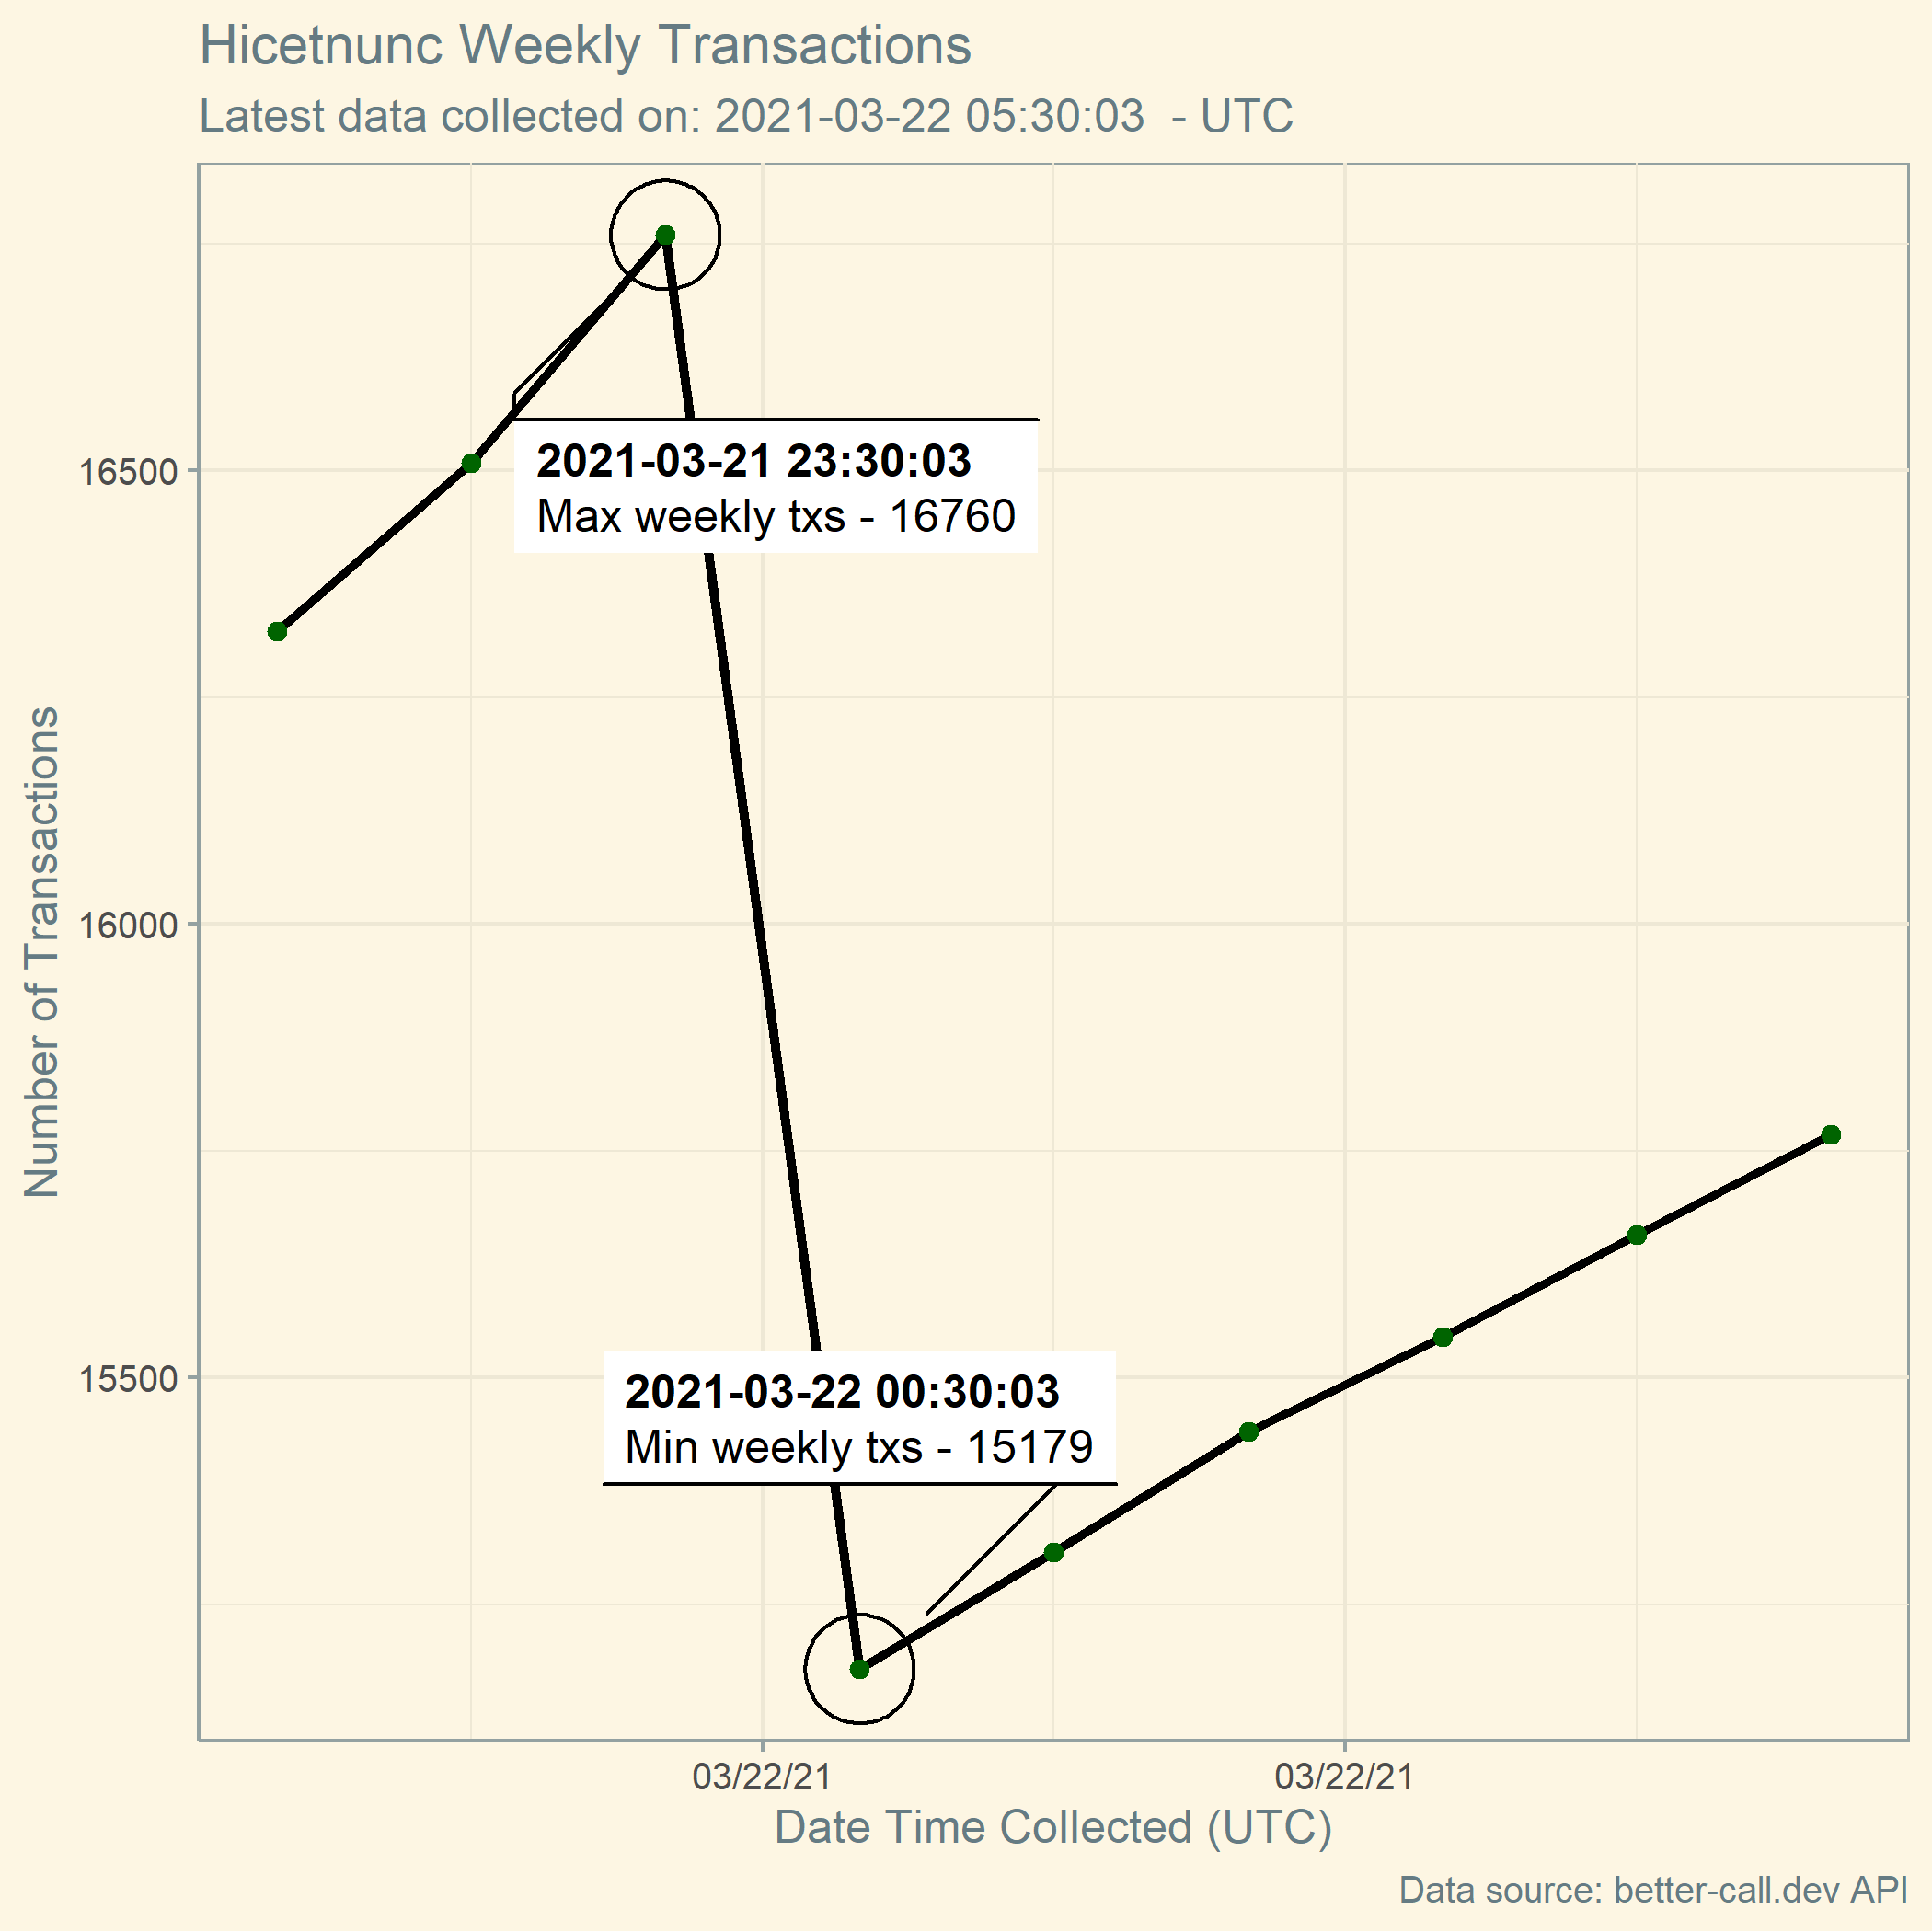 Hicetnunc Weekly Transactions
Latest data collected on: 2021-03-22 05:30:03  - UTC
Number of Transactions
16500
16000
15500
2021-03-21 23:30:03
Max weekly txs - 16760
2021-03-22 00:30:03
Min weekly txs - 15179
03/22/21
03/22/21
Date Time Collected (UTC)
Data source: better-call.dev API